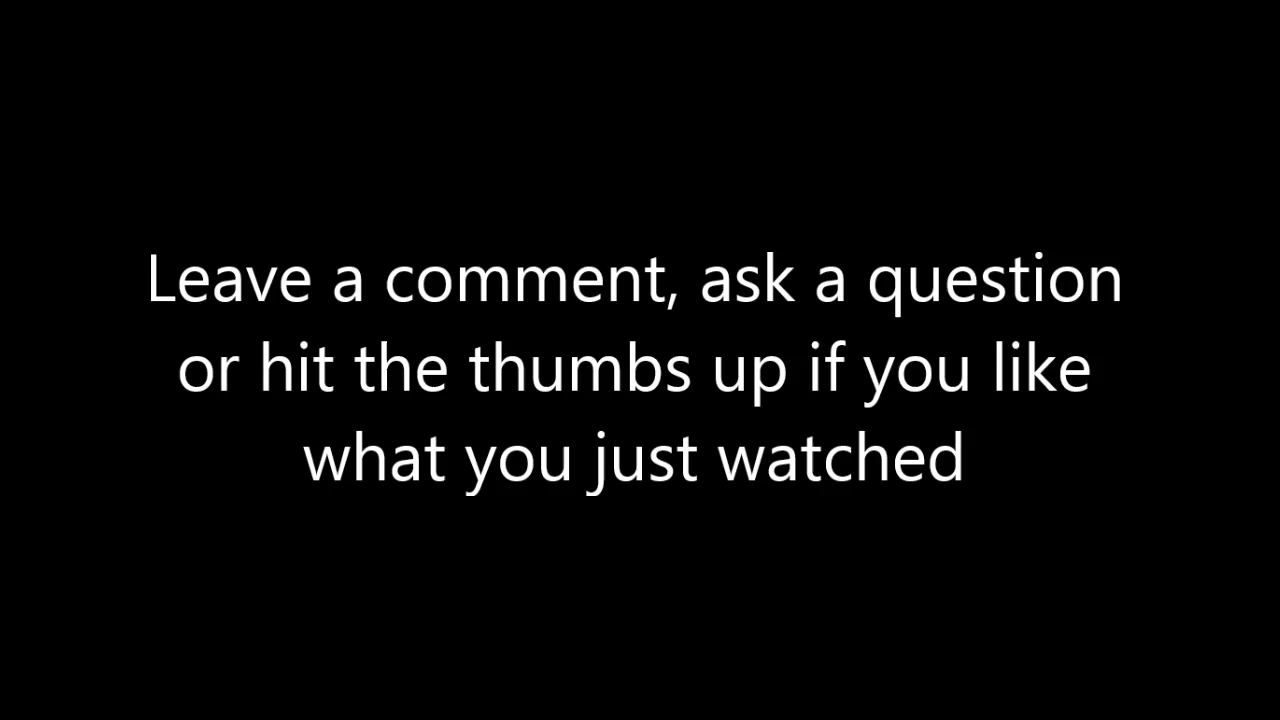 Leave a comment, ask a question
or hit the thumbs up if you like
what you just watched